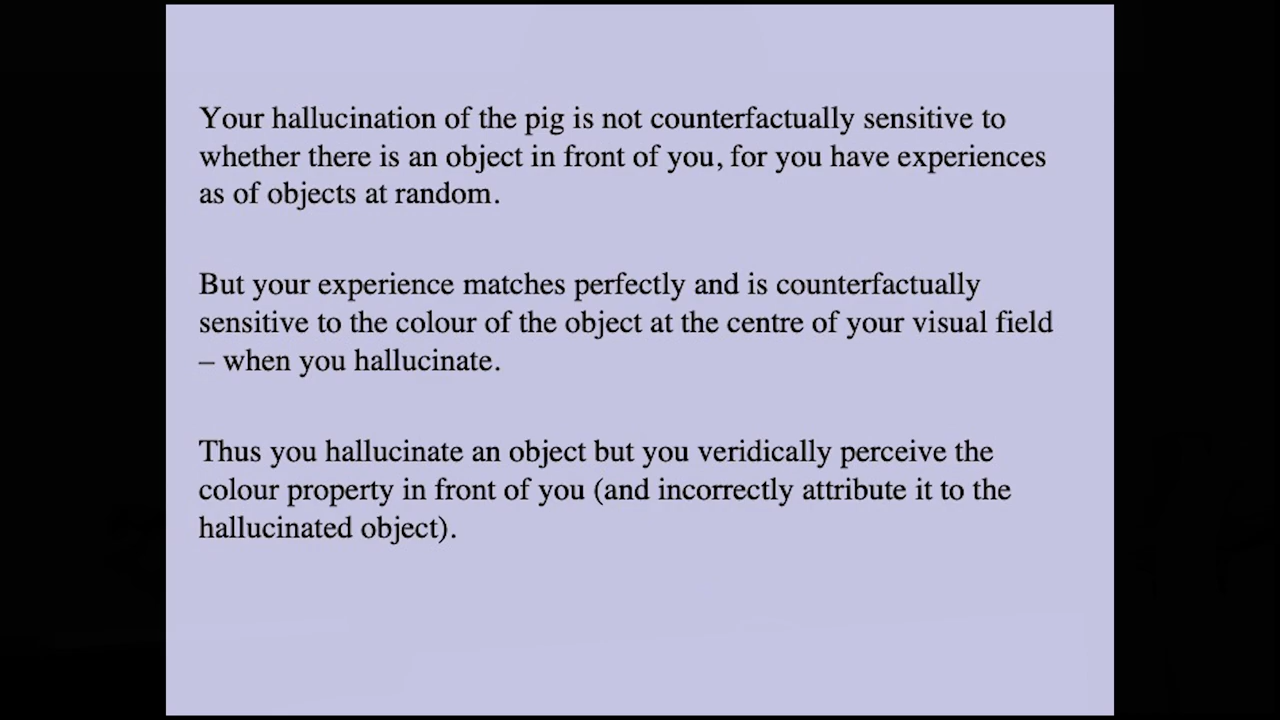 Your hallucination of the pig is not counterfactually sensitive to
whether there is an object in front of you, for you have experiences
as of objects at random.
But your experience matches perfectly and is counterfactually
sensitive to the colour of the object at the centre of your visual field
– when you hallucinate.
Thus you hallucinate an object but you veridically perceive the
colour property in front of you (and incorrectly attribute it to the
hallucinated object).